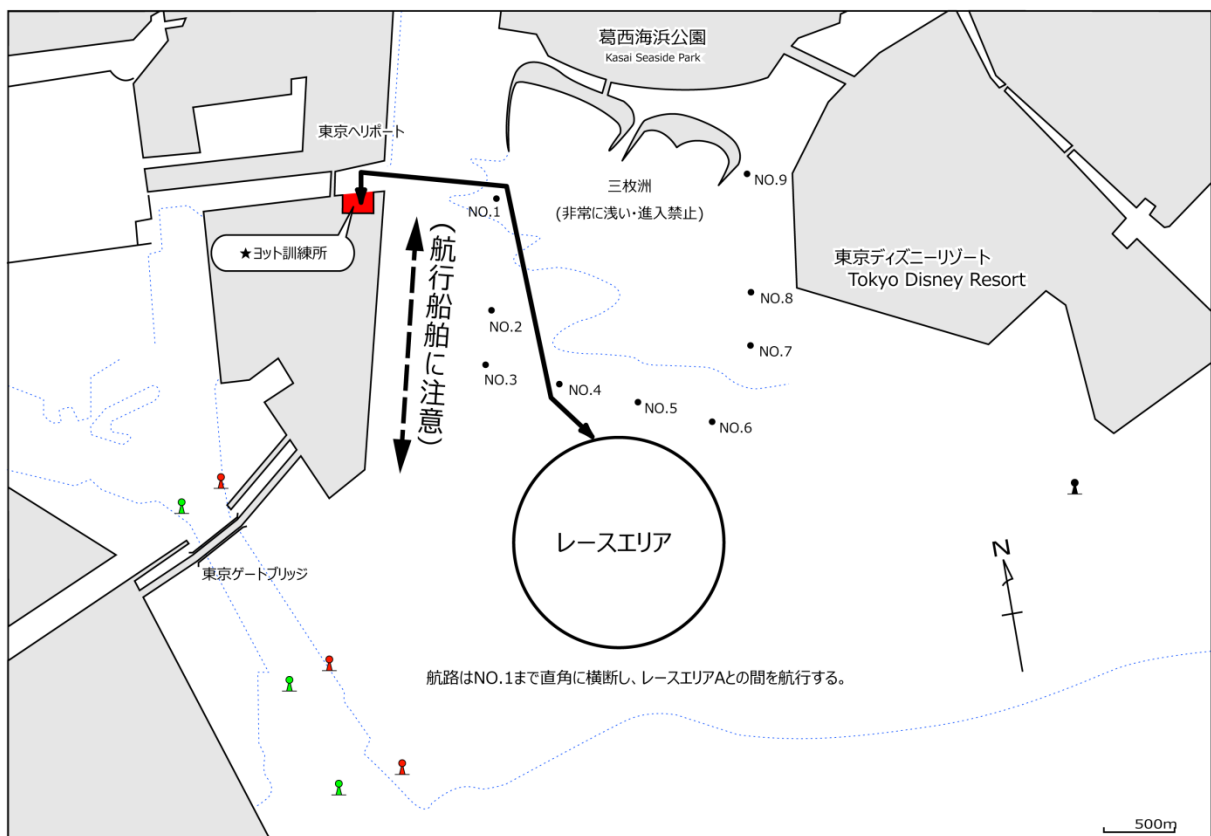 葛西海浜公園
Kasai Seaside Park
東京ヘリポート
NO.9
三枚洲
(非常に浅い・進入禁止)
NO.1
★ヨット訓練所
(航行船舶に注意)
東京ディズニーリゾート
Tokyo Disney Resort
NO.8
NO.2
NO.7
NO.3
NO.4
NO.5
NO.6
レースエリア
N
東京ゲートブリッジ
航路はNO.1まで直角に横断し、レースエリアAとの間を航行する。
500m